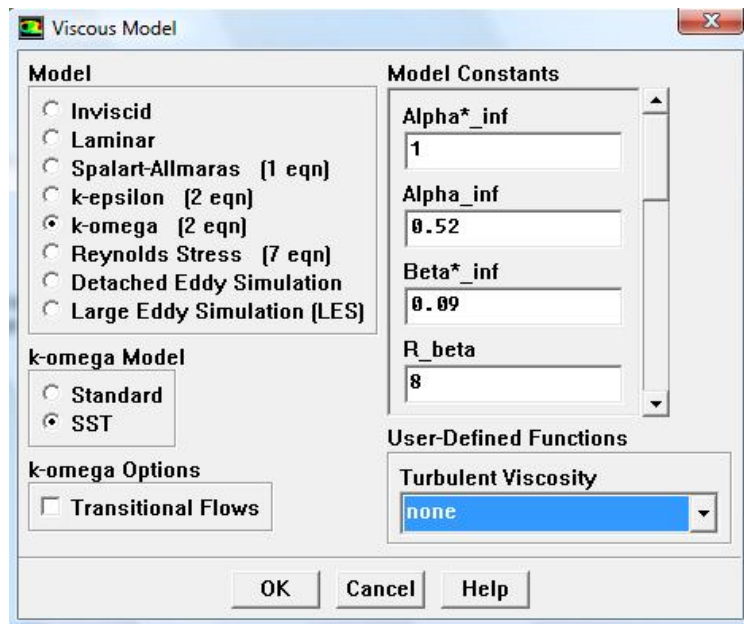 Viscous Model
Model
Inviscid
Laminar
Spalart-Allmaras (1 eqn)
k-epsilon (2 eqn)
k-omega (2 eqn)
Reynolds Stress (7 eqn)
Detached Eddy Simulation
Large Eddy Simulation (LES)
k-omega Model
Standard
SST
k-omega Options
Transitional Flows
Model Constants
Alpha*_inf
1
Alpha_inf
0.52
Beta*_inf
0.09
R_beta
8
User-Defined Functions
Turbulent Viscosity
none
OK
Cancel
Help